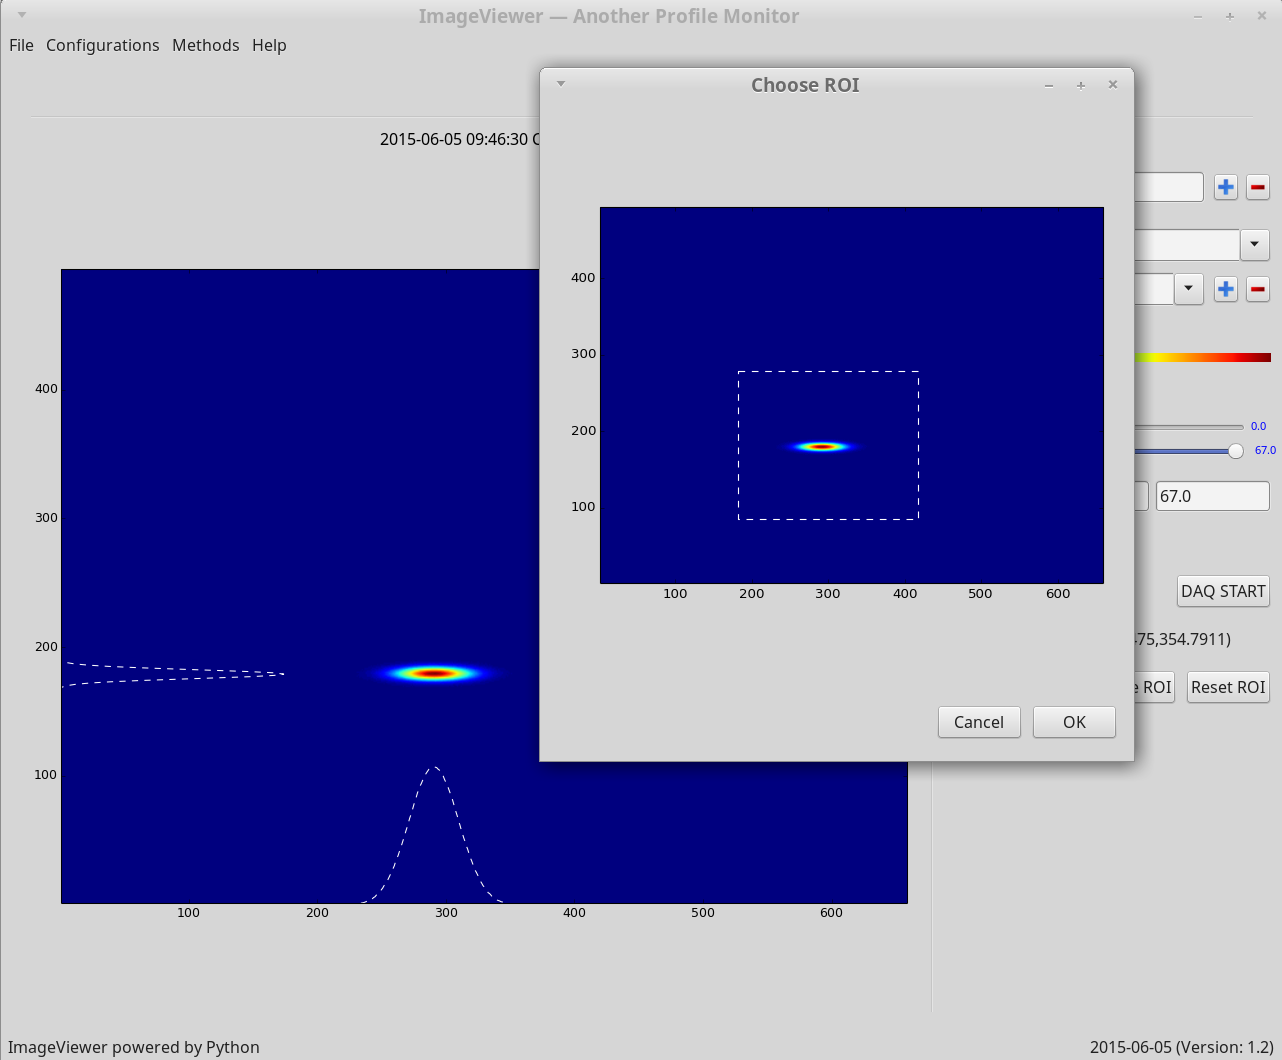 ImageViewer — Another Profile Monitor
File Configurations Methods Help
Choose ROI
2015-06-05 09:46:30
400
300
200
100
100 200 300 400 500 600
0.0
67.0
67.0
DAQ START
75,354.7911)
ROI Reset ROI
Cancel OK
400
300
200
100
100 200 300 400 500 600
ImageViewer powered by Python 2015-06-05 (Version: 1.2)